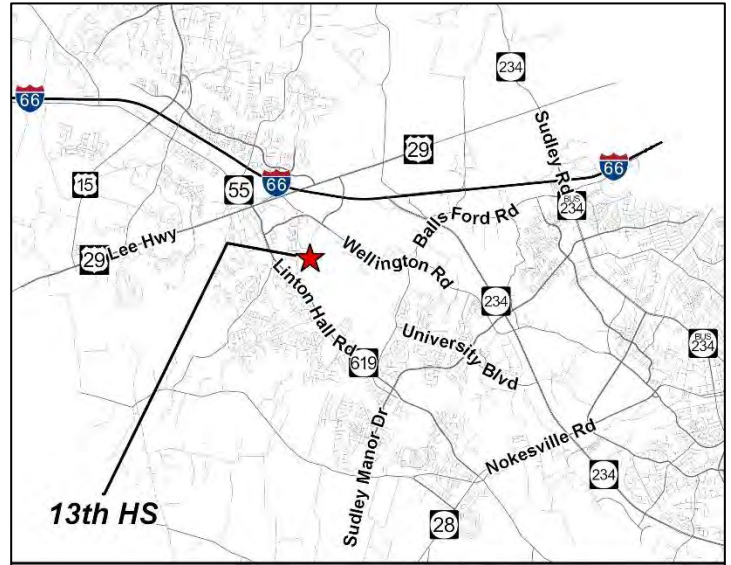 234
66
29
Sudley Rd
66
15
55
66
BUS
234
Balls Ford Rd
Lee Hwy
29
Wellington Rd
Linton Hall Rd
234
University Blvd
BUS
234
619
Sudley Manor Dr
Nokesville Rd
234
13th HS
28